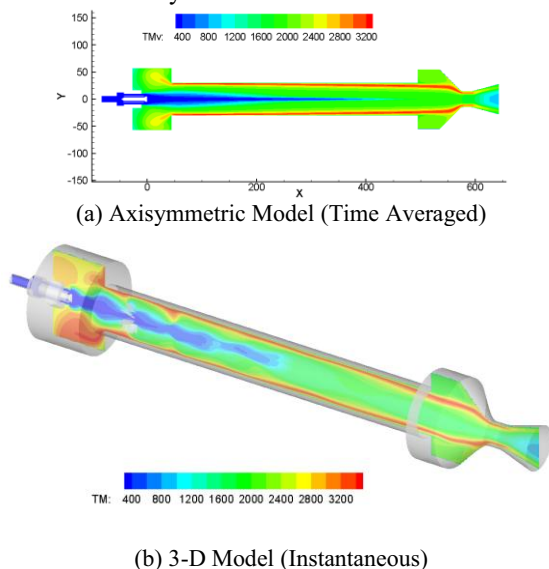 TMv: 400 800 1200 1600 2000 2400 2800 3200
150
100
50
Y 0
-50
-100
-150
0 200 400 600
X
(a) Axisymmetric Model (Time Averaged)
TM: 400 800 1200 1600 2000 2400 2800 3200
(b) 3-D Model (Instantaneous)